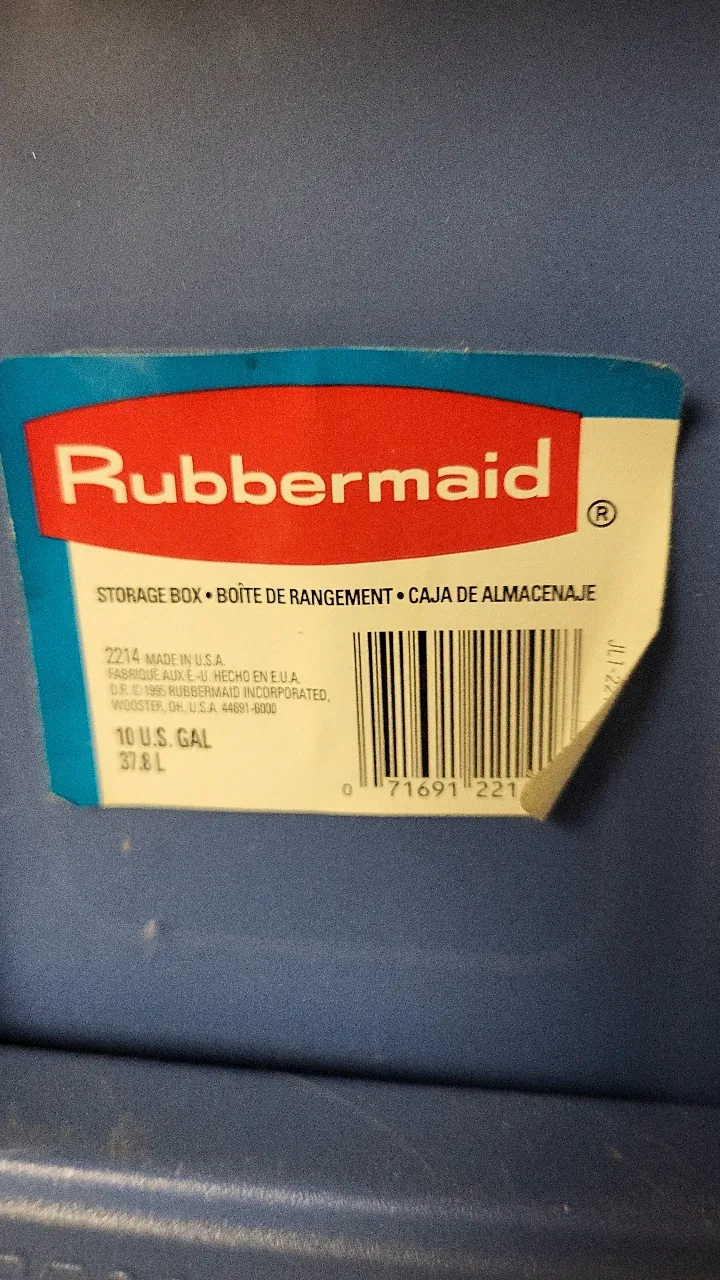 Rubbermaid
®
STORAGE BOX • BOÎTE DE RANGEMENT • CAJA DE ALMACENAJE
2214 MADE IN U.S.A.
FABRIQUÉ AUX É.-U. HECHO EN E.U.A.
D.R. © 1995 RUBBERMAID INCORPORATED,
WOOSTER, OH, U.S.A. 44691-6000
10 U.S. GAL
37.8 L
0 71691 221